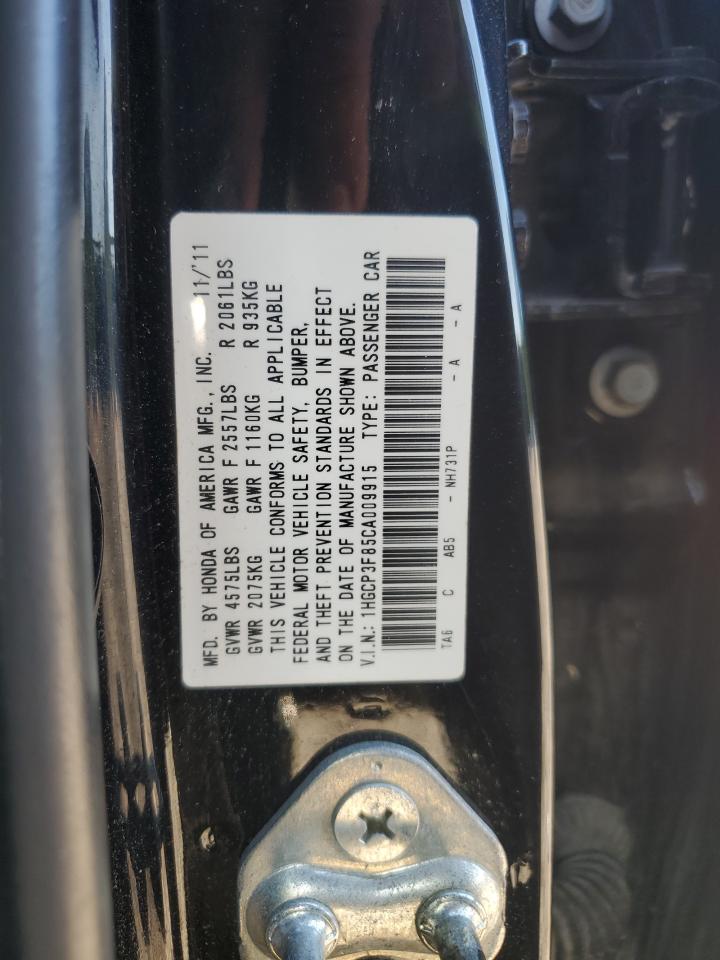 MFD. BY HONDA OF AMERICA MFG., INC. 11/'11
GVWR 4575LBS GAWR F 2557LBS R 2061LBS
GVWR 2075KG GAWR F 1160KG R 935KG
THIS VEHICLE CONFORMS TO ALL APPLICABLE
FEDERAL MOTOR VEHICLE SAFETY, BUMPER,
AND THEFT PREVENTION STANDARDS IN EFFECT
ON THE DATE OF MANUFACTURE SHOWN ABOVE.
V.I.N.: 1HGCP3F85CA009915 TYPE: PASSENGER CAR
TA6 C AB5 - NH731P - A - A